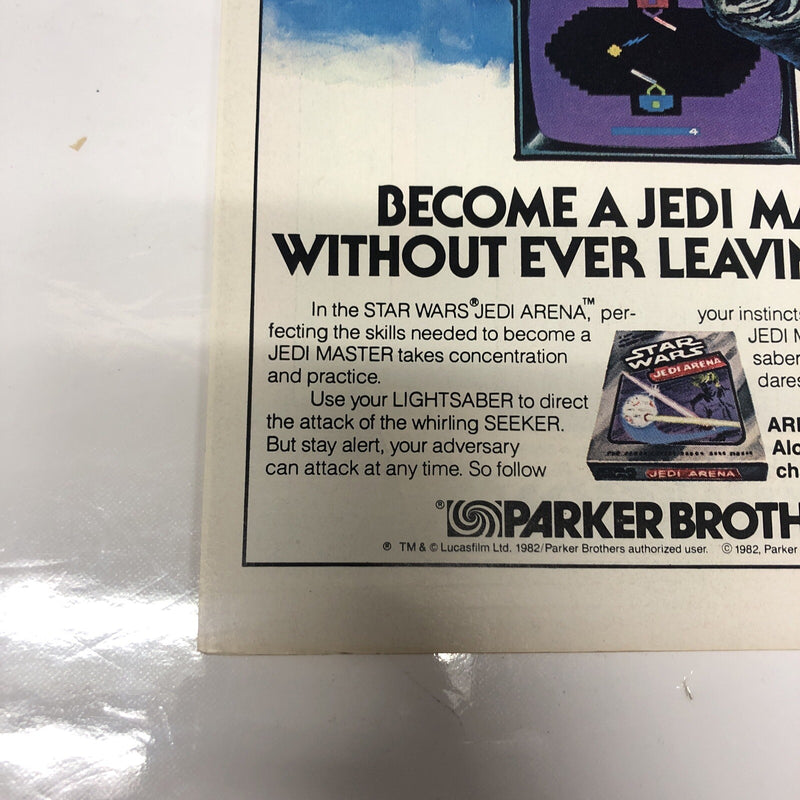 4
BECOME A JEDI MA
WITHOUT EVER LEAVIN
In the STAR WARS® JEDI ARENA,™ per-
fecting the skills needed to become a
JEDI MASTER takes concentration
and practice.
Use your LIGHTSABER to direct
the attack of the whirling SEEKER.
But stay alert, your adversary
can attack at any time. So follow
STAR
WARS
JEDI ARENA
JEDI ARENA
your instincts
JEDI M
saber
dares
ARE
Alo
ch
® PARKER BROTH
® TM & © Lucasfilm Ltd. 1982/Parker Brothers authorized user. © 1982, Parker